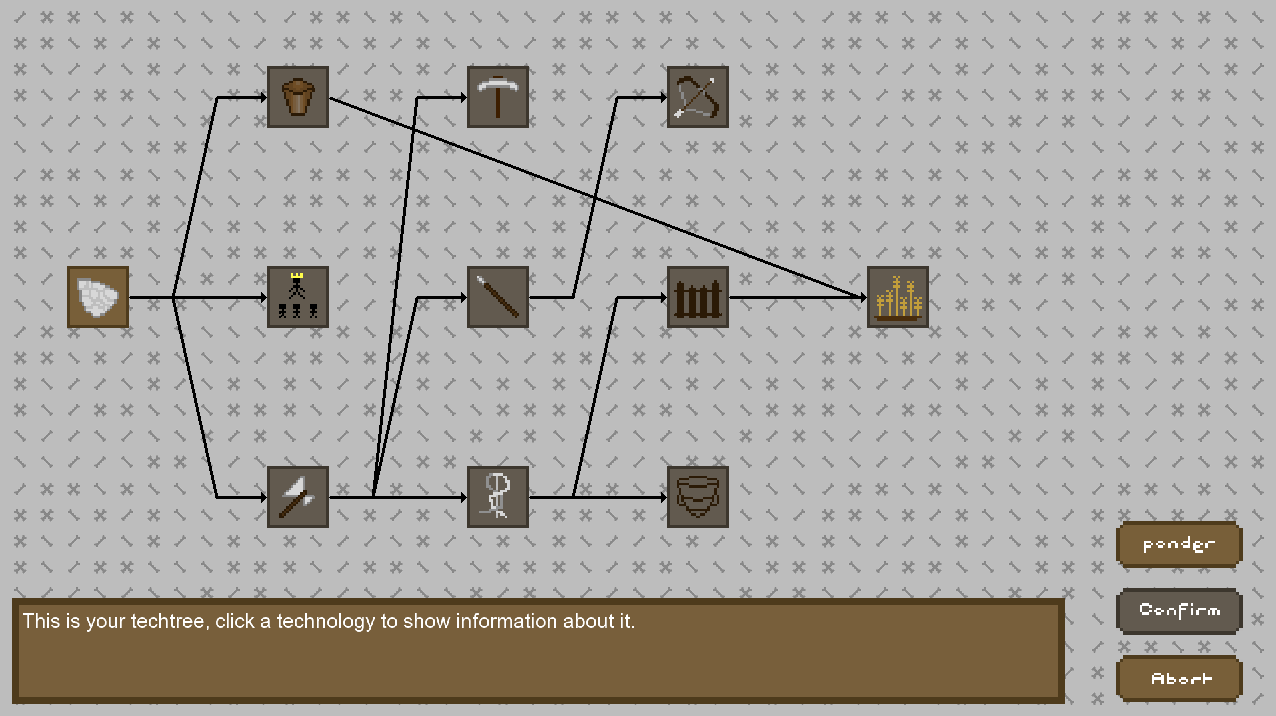 ponder
Confirm
This is your techtree, click a technology to show information about it.
Abort